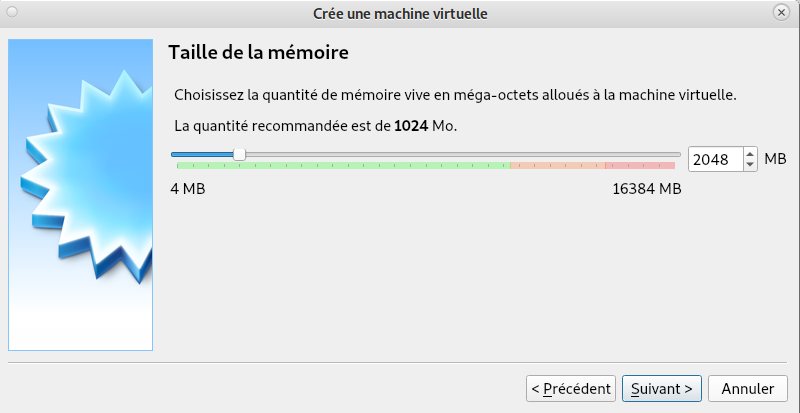 Crée une machine virtuelle
Taille de la mémoire
Choisissez la quantité de mémoire vive en méga-octets alloués à la machine virtuelle.
La quantité recommandée est de 1024 Mo.
2048 MB
4 MB 16384 MB
< Précédent Suivant > Annuler